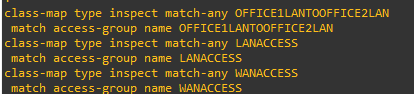 class-map type inspect match-any OFFICE1LANTOOFFICE2LAN
match access-group name OFFICE1LANTOOFFICE2LAN
class-map type inspect match-any LANACCESS
match access-group name LANACCESS
class-map type inspect match-any WANACCESS
match access-group name WANACCESS